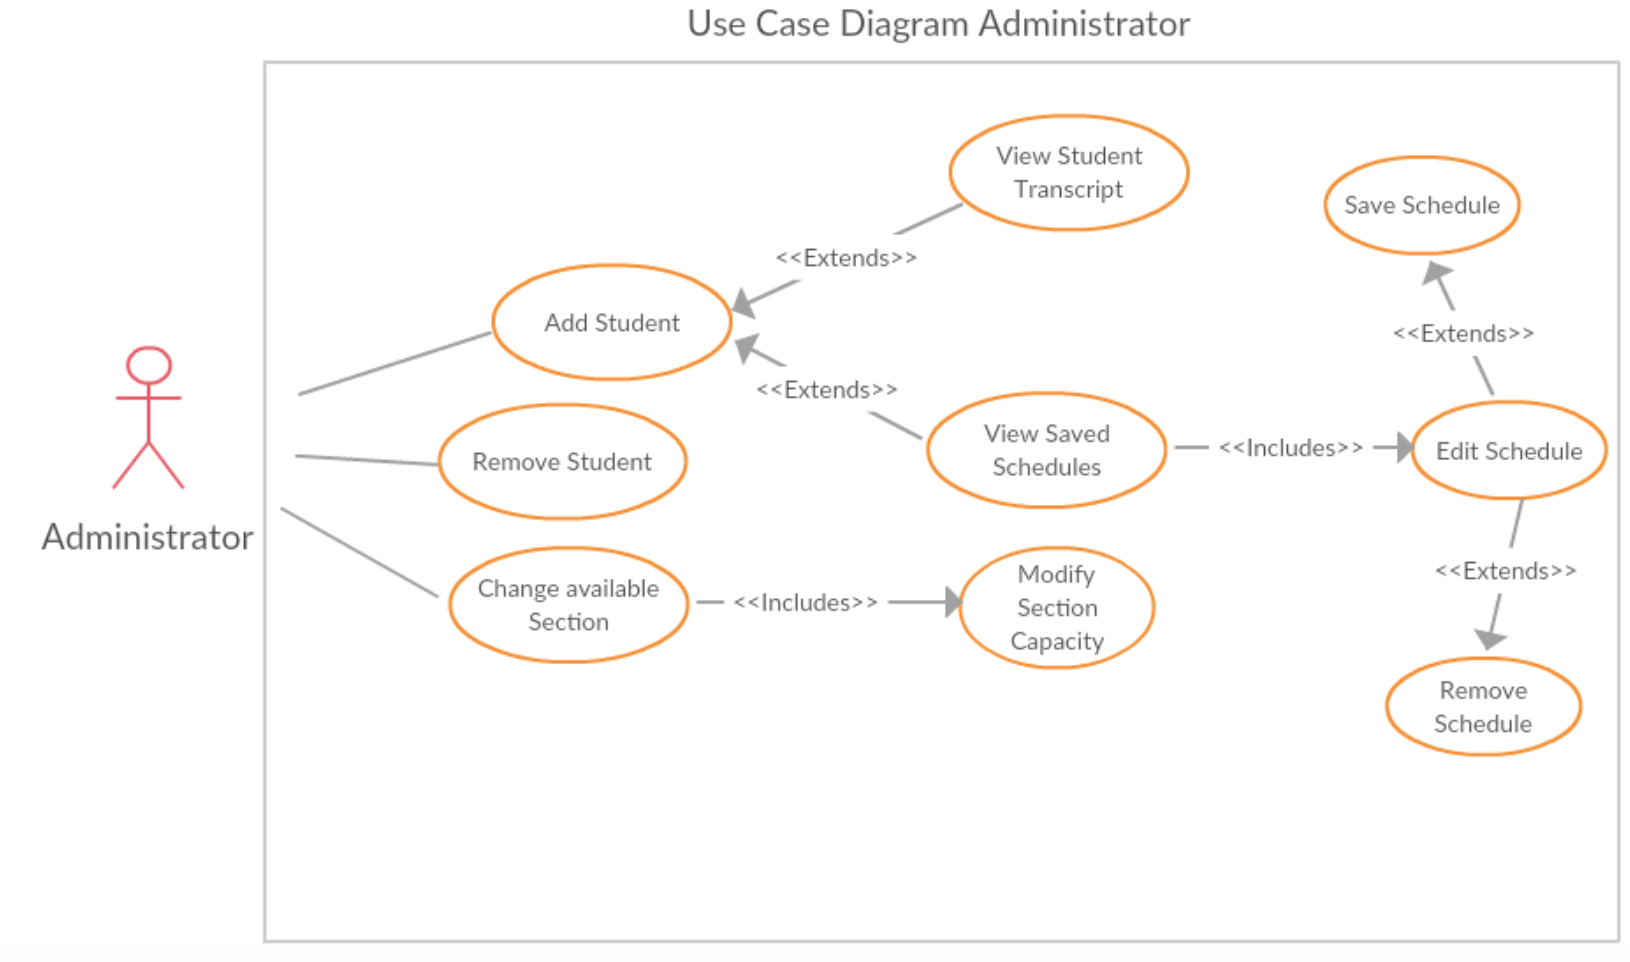 Use Case Diagram Administrator
View Student
Transcript
Save Schedule
<<Extends>>
Add Student
<<Extends>>
<<Extends>>
Remove Student
View Saved
Schedules
<<Includes>>
Edit Schedule
Administrator
Change available
Section
<<Includes>>
Modify
Section
Capacity
<<Extends>>
Remove
Schedule